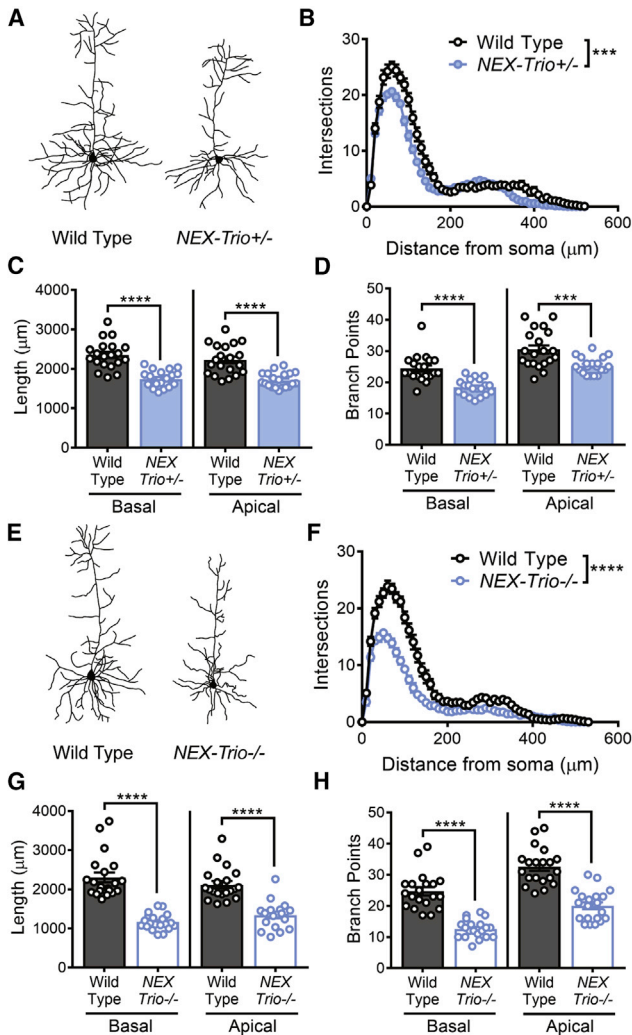 A
Wild Type
NEX-Trio+/-
B
Wild Type
NEX-Trio+/-
***
Intersections
30
20
10
0
0 200 400 600
Distance from soma (μm)
C
Length (μm)
4000
3000
2000
1000
0
**** ****
Wild Type NEX Trio+/- Wild Type NEX Trio+/-
Basal Apical
D
Branch Points
50
40
30
20
10
0
**** ***
Wild Type NEX Trio+/- Wild Type NEX Trio+/-
Basal Apical
E
Wild Type
NEX-Trio-/-
F
Wild Type
NEX-Trio-/-
****
Intersections
30
20
10
0
0 200 400 600
Distance from soma (μm)
G
Length (μm)
4000
3000
2000
1000
0
**** ****
Wild Type NEX Trio-/- Wild Type NEX Trio-/-
Basal Apical
H
Branch Points
50
40
30
20
10
0
**** ****
Wild Type NEX Trio-/- Wild Type NEX Trio-/-
Basal Apical